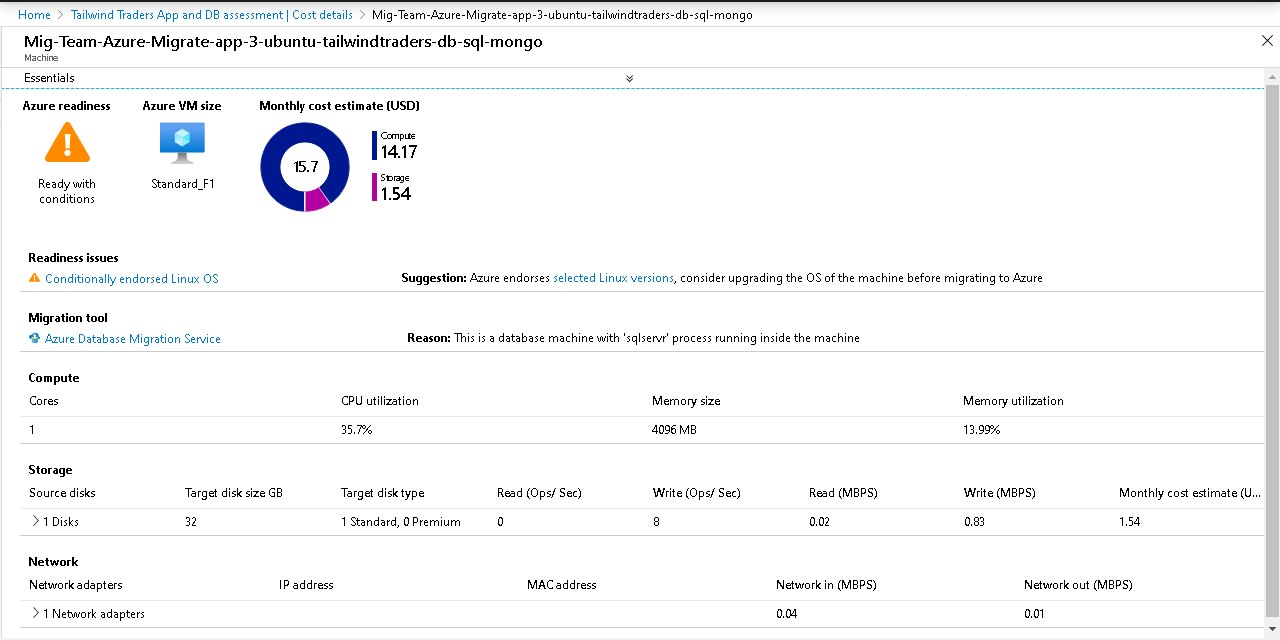 Home > Tailwind Traders App and DB assessment | Cost details > Mig-Team-Azure-Migrate-app-3-ubuntu-tailwindtraders-db-sql-mongo
Mig-Team-Azure-Migrate-app-3-ubuntu-tailwindtraders-db-sql-mongo
Machine
Essentials
Azure readiness Azure VM size Monthly cost estimate (USD)
Ready with
conditions
Standard_F1
15.7
Compute
14.17
Storage
1.54
Readiness issues
Conditionally endorsed Linux OS Suggestion: Azure endorses selected Linux versions, consider upgrading the OS of the machine before migrating to Azure
Migration tool
Azure Database Migration Service Reason: This is a database machine with 'sqlservr' process running inside the machine
Compute
Cores CPU utilization Memory size Memory utilization
1 35.7% 4096 MB 13.99%
Storage
Source disks Target disk size GB Target disk type Read (Ops/ Sec) Write (Ops/ Sec) Read (MBPS) Write (MBPS) Monthly cost estimate (U...
1 Disks 32 1 Standard, 0 Premium 0 8 0.02 0.83 1.54
Network
Network adapters IP address MAC address Network in (MBPS) Network out (MBPS)
1 Network adapters 0.04 0.01